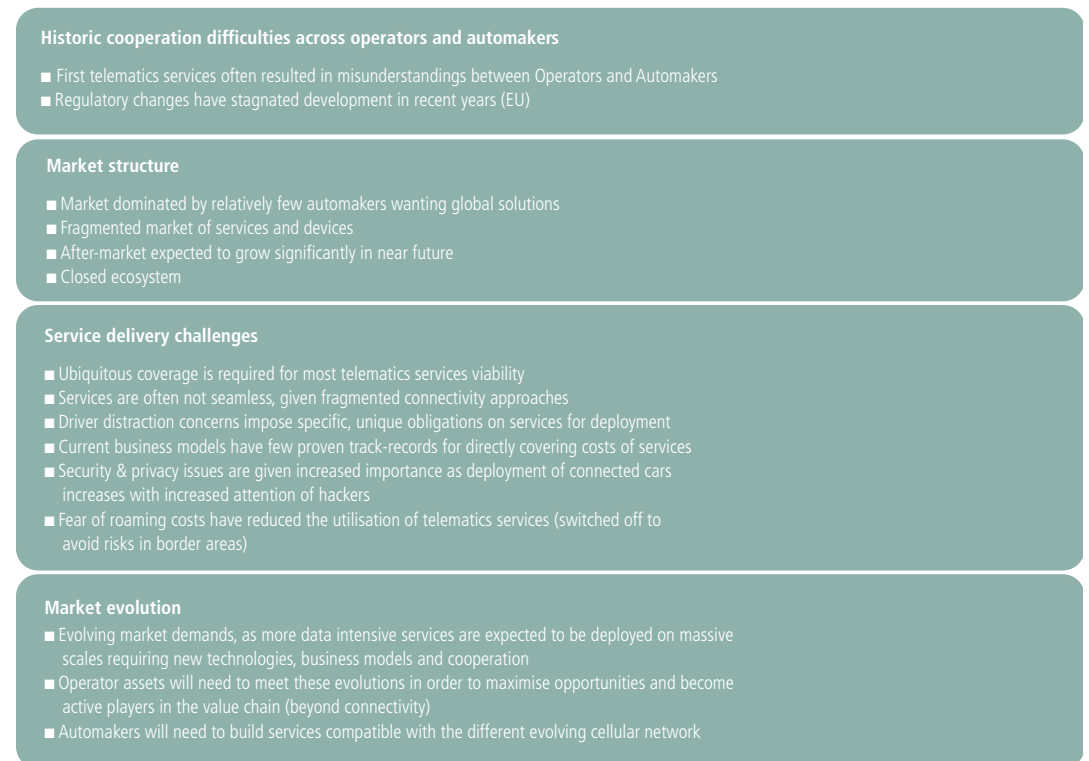 Historic cooperation difficulties across operators and automakers
■ First telematics services often resulted in misunderstandings between Operators and Automakers
■ Regulatory changes have stagnated development in recent years (EU)
Market structure
■ Market dominated by relatively few automakers wanting global solutions
■ Fragmented market of services and devices
■ After-market expected to grow significantly in near future
■ Closed ecosystem
Service delivery challenges
■ Ubiquitous coverage is required for most telematics services viability
■ Services are often not seamless, given fragmented connectivity approaches
■ Driver distraction concerns impose specific, unique obligations on services for deployment
■ Current business models have few proven track-records for directly covering costs of services
■ Security & privacy issues are given increased importance as deployment of connected cars
increases with increased attention of hackers
■ Fear of roaming costs have reduced the utilisation of telematics services (switched off to
avoid risks in border areas)
Market evolution
■ Evolving market demands, as more data intensive services are expected to be deployed on massive
scales requiring new technologies, business models and cooperation
■ Operator assets will need to meet these evolutions in order to maximise opportunities and become
active players in the value chain (beyond connectivity)
■ Automakers will need to build services compatible with the different evolving cellular network